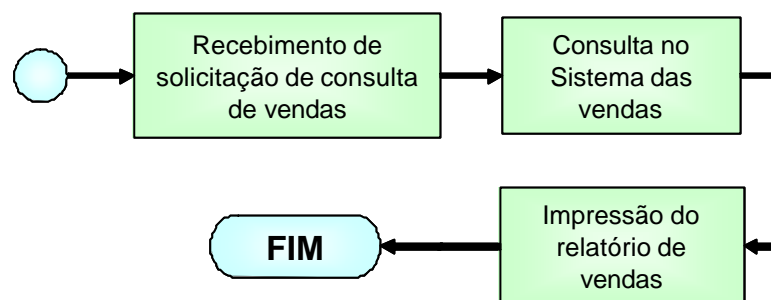 Recebimento de
solicitação de consulta
de vendas
Consulta no
Sistema das
vendas
Impressão do
relatório de
vendas
FIM